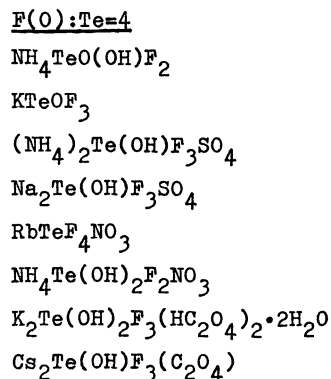 F(O):Te=4
NH₄TeO(OH)F₂
KTeOF₃
(NH₄)₂Te(OH)F₃SO₄
Na₂Te(OH)F₃SO₄
RbTeF₄NO₃
NH₄Te(OH)₂F₂NO₃
K₂Te(OH)₂F₃(HC₂O₄)₂•2H₂O
Cs₂Te(OH)F₃(C₂O₄)